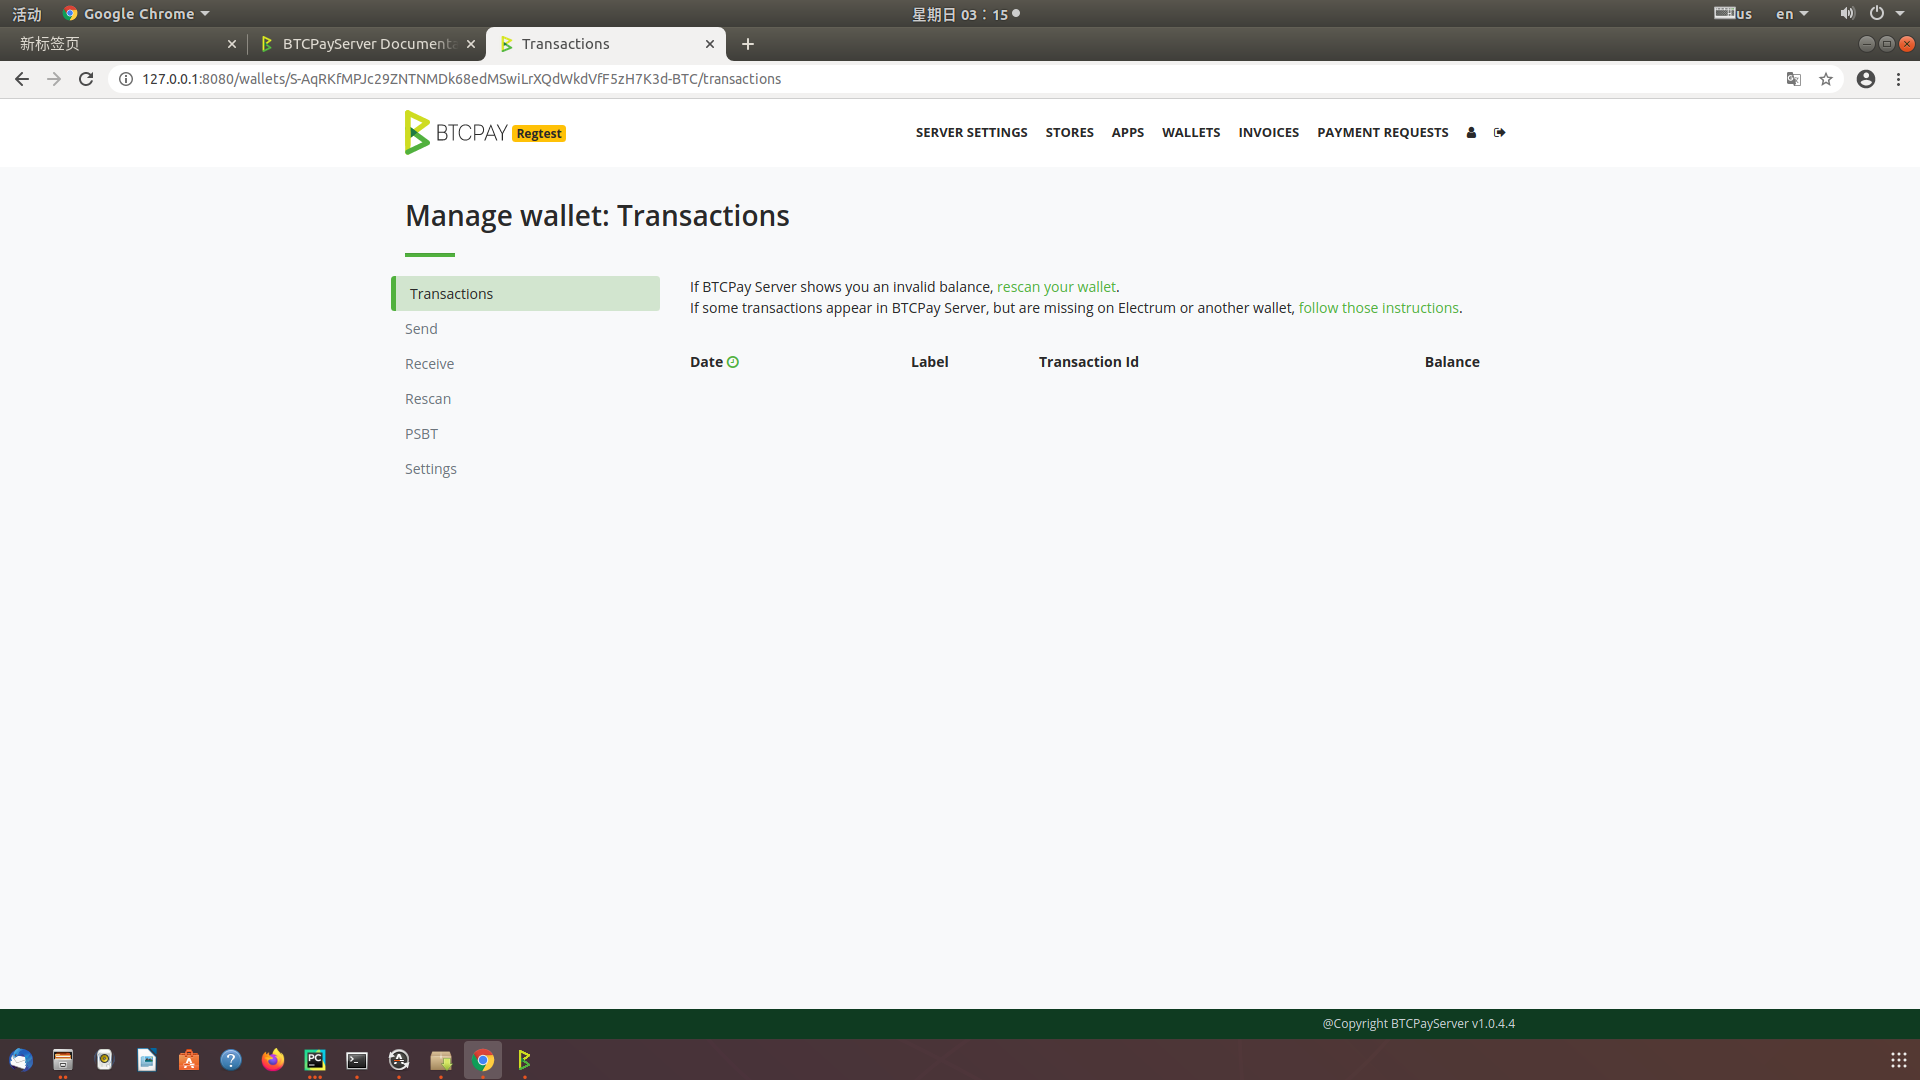 活动 Google Chrome 星期日 03：15 us en
新标签页 BTCPayServer Documenta Transactions
127.0.0.1:8080/wallets/S-AqRKfMPJc29ZNTNMDk68edMSwiLrXQdWkdVfF5zH7K3d-BTC/transactions
BTCPAY Regtest SERVER SETTINGS STORES APPS WALLETS INVOICES PAYMENT REQUESTS
Manage wallet: Transactions
Transactions
Send
Receive
Rescan
PSBT
Settings
If BTCPay Server shows you an invalid balance, rescan your wallet.
If some transactions appear in BTCPay Server, but are missing on Electrum or another wallet, follow those instructions.
Date Label Transaction Id Balance
@Copyright BTCPayServer v1.0.4.4